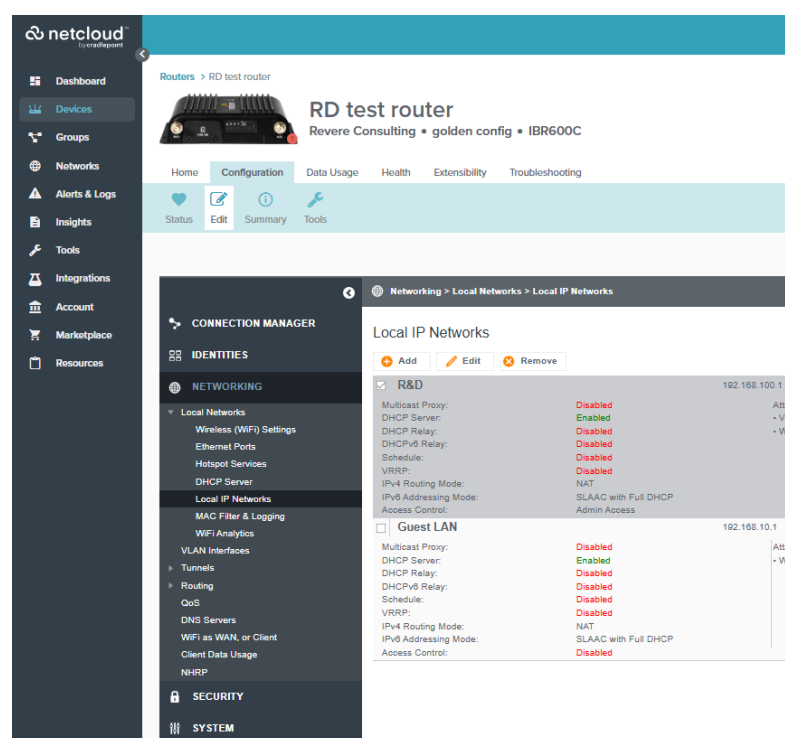 netcloud
by cradlepoint
Dashboard
Devices
Groups
Networks
Alerts & Logs
Insights
Tools
Integrations
Account
Marketplace
Resources
Routers > RD test router
RD test router
Revere Consulting • golden config • IBR600C
Home Configuration Data Usage Health Extensibility Troubleshooting
Status Edit Summary Tools
CONNECTION MANAGER
IDENTITIES
NETWORKING
Local Networks
Wireless (WiFi) Settings
Ethernet Ports
Hotspot Services
DHCP Server
Local IP Networks
MAC Filter & Logging
WiFi Analytics
VLAN Interfaces
Tunnels
Routing
QoS
DNS Servers
WiFi as WAN, or Client
Client Data Usage
NHRP
SECURITY
SYSTEM
Networking > Local Networks > Local IP Networks
Local IP Networks
Add Edit Remove
R&D 192.168.100.1
Multicast Proxy: Disabled Att
DHCP Server: Enabled • V
DHCP Relay: Disabled • W
DHCPv6 Relay: Disabled
Schedule: Disabled
VRRP: Disabled
IPv4 Routing Mode: NAT
IPv6 Addressing Mode: SLAAC with Full DHCP
Access Control: Admin Access
Guest LAN 192.168.10.1
Multicast Proxy: Disabled Att
DHCP Server: Enabled • W
DHCP Relay: Disabled
DHCPv6 Relay: Disabled
Schedule: Disabled
VRRP: Disabled
IPv4 Routing Mode: NAT
IPv6 Addressing Mode: SLAAC with Full DHCP
Access Control: Disabled